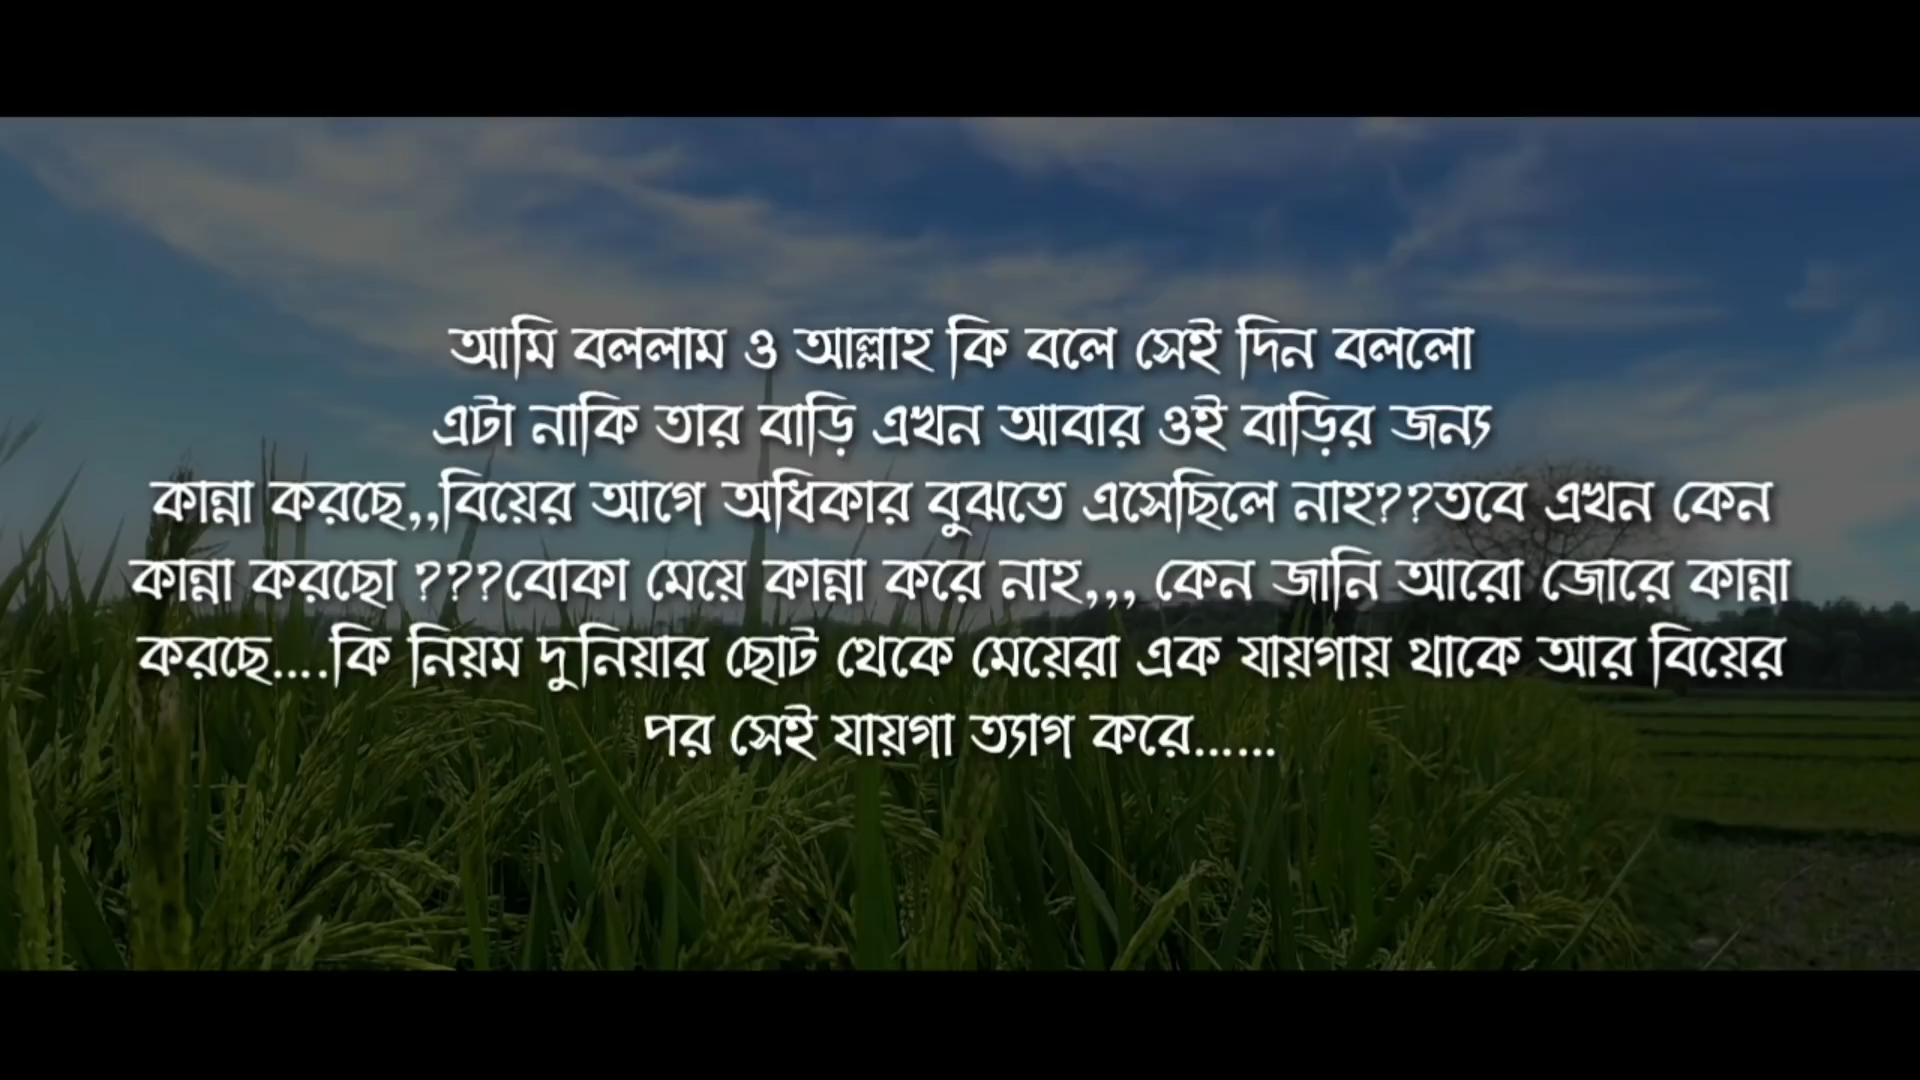 আমি বললাম ও আল্লাহ কি বলে সেই দিন বললো
এটা নাকি তার বাড়ি এখন আবার ওই বাড়ির জন্য
কান্না করছে,,বিয়ের আগে অধিকার বুঝতে এসেছিলে নাহ??তবে এখন কেন
কান্না করছো ???বোকা মেয়ে কান্না করে নাহ,,, কেন জানি আরো জোরে কান্না
করছে....কি নিয়ম দুনিয়ার ছোট থেকে মেয়েরা এক যায়গায় থাকে আর বিয়ের
পর সেই যায়গা ত্যাগ করে......